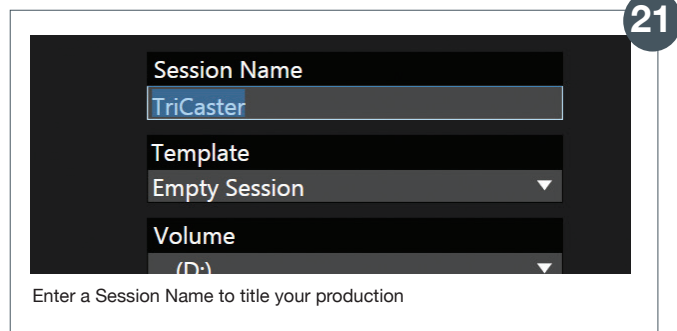 21
Session Name
TriCaster
Template
Empty Session
Volume
(D:)
Enter a Session Name to title your production